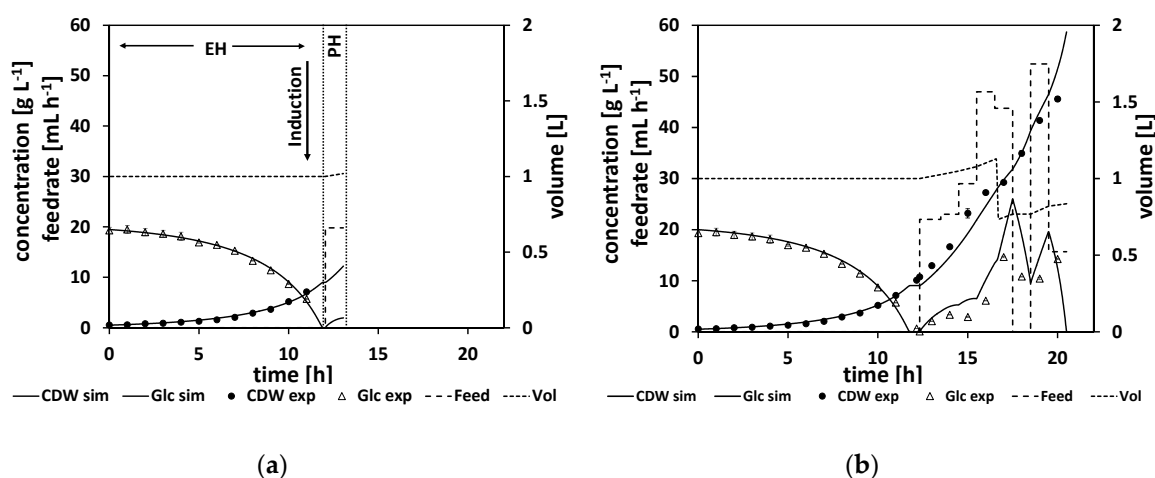 concentration [g L⁻¹]
feedrate [mL h⁻¹]
60
50
40
30
20
10
0
EH
PH
Induction
2
1.5
1
0.5
0
volume [L]
0 5 10 15 20
time [h]
CDW sim Glc sim CDW exp Glc exp Feed Vol
(a)
concentration [g L⁻¹]
feedrate [mL h⁻¹]
60
50
40
30
20
10
0
2
1.5
1
0.5
0
volume [L]
0 5 10 15 20
time [h]
CDW sim Glc sim CDW exp Glc exp Feed Vol
(b)